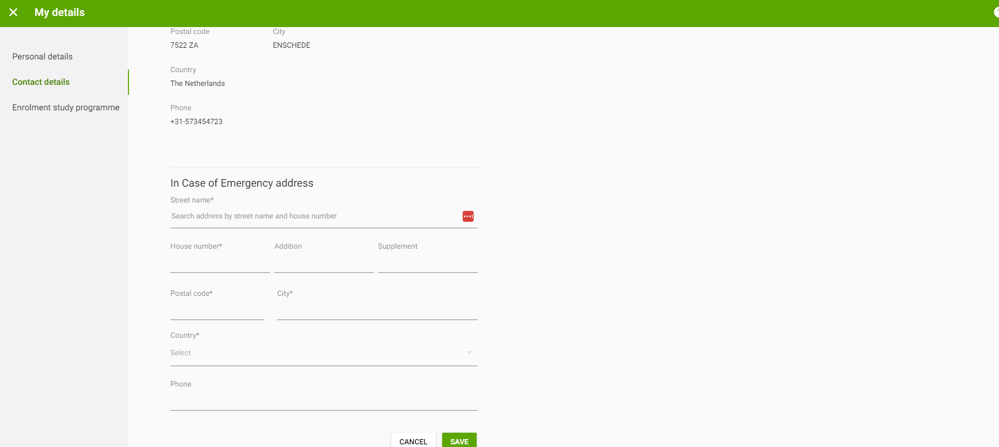 My details
Personal details
Contact details
Enrolment study programme
Postal code City
7522 ZA ENSCHEDE
Country
The Netherlands
Phone
+31-573454723
In Case of Emergency address
Street name*
Search address by street name and house number
House number* Addition Supplement
Postal code* City*
Country*
Select
Phone
CANCEL SAVE